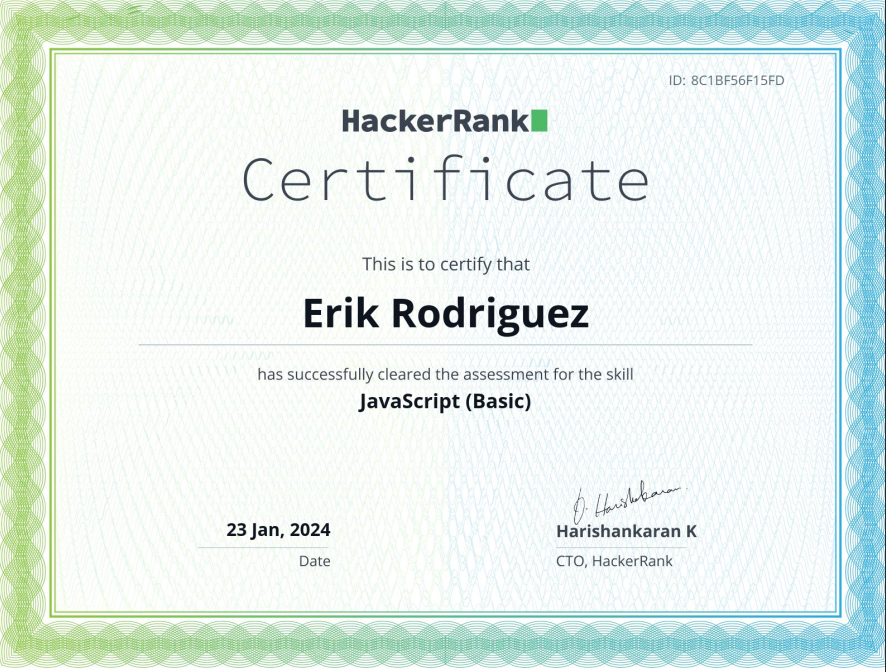 ID: 8C1BF56F15FD
HackerRank
Certificate
This is to certify that
Erik Rodriguez
has successfully cleared the assessment for the skill
JavaScript (Basic)
23 Jan, 2024
Date
Harishankaran K
CTO, HackerRank